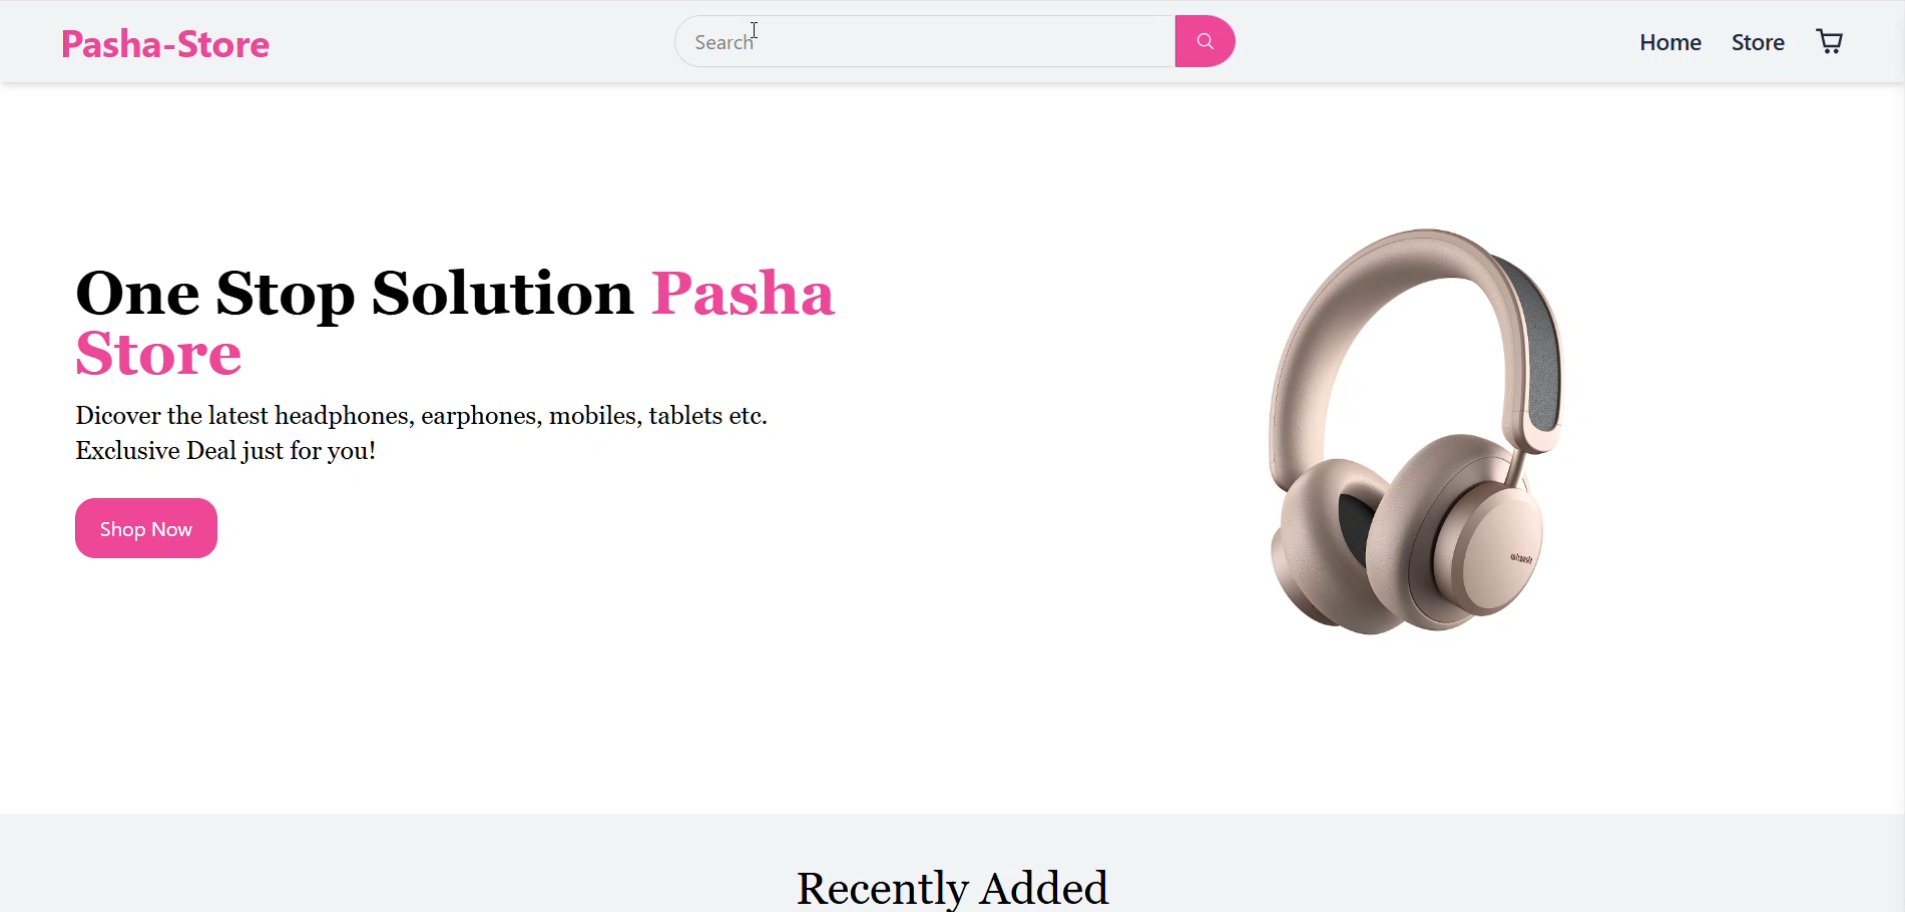 Pasha-Store
Search
Home
Store
One Stop Solution Pasha
Store
Dicover the latest headphones, earphones, mobiles, tablets etc.
Exclusive Deal just for you!
Shop Now
Recently Added